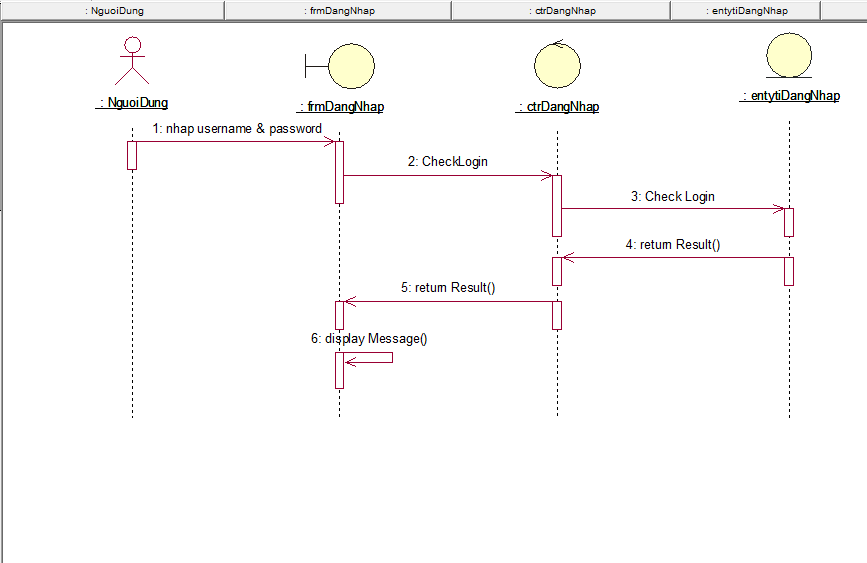 : NguoiDung
: frmDangNhap
: ctrDangNhap
: entytiDangNhap
: NguoiDung
: frmDangNhap
: ctrDangNhap
: entytiDangNhap
1: nhap username & password
2: CheckLogin
3: Check Login
4: return Result()
5: return Result()
6: display Message()